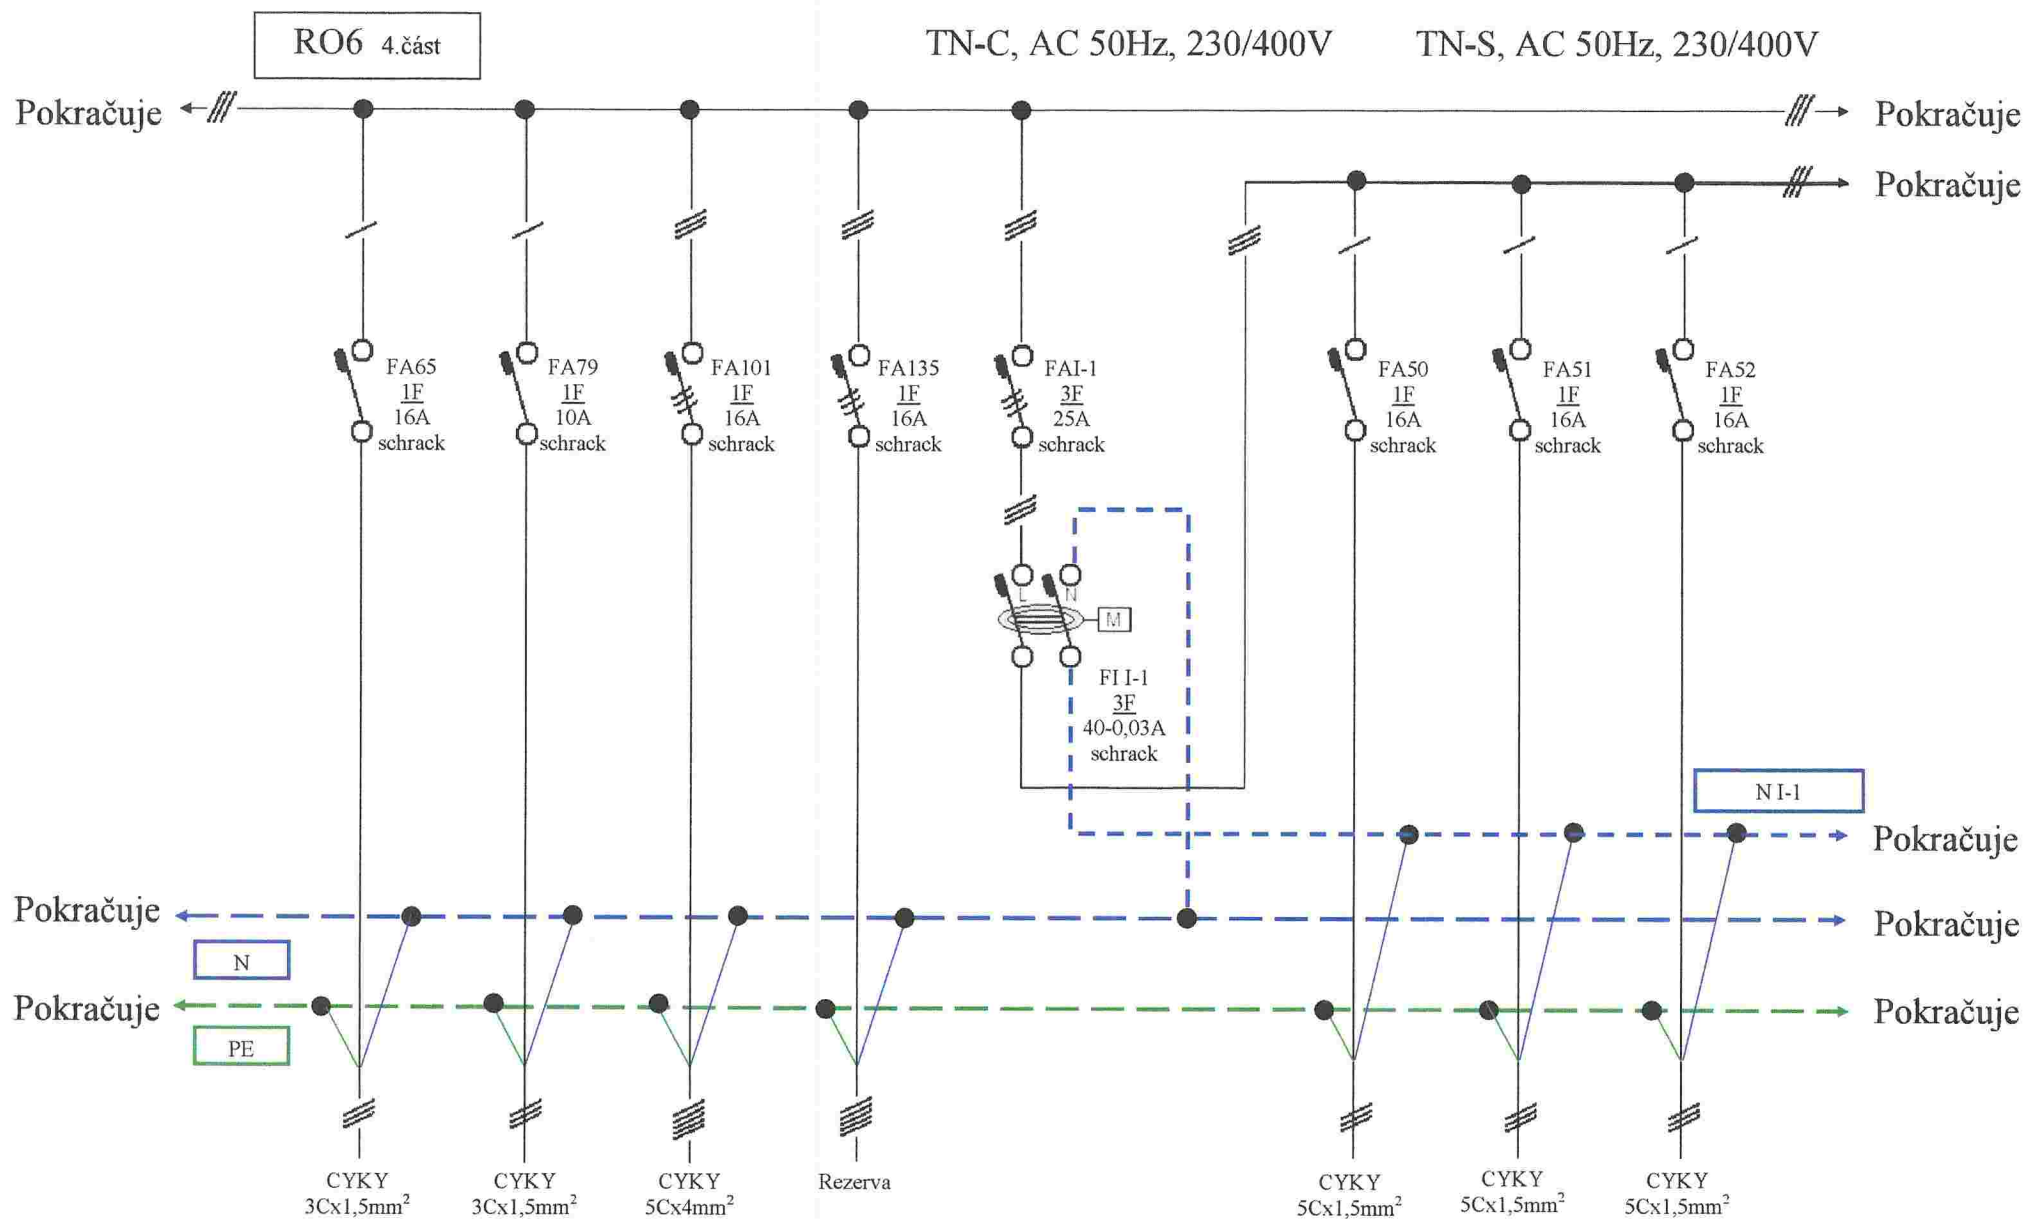 RO6 4.část
TN-C, AC 50Hz, 230/400V
TN-S, AC 50Hz, 230/400V
Pokračuje
Pokračuje
Pokračuje
FA65
1F
16A
schrack
FA79
1F
10A
schrack
FA101
1F
16A
schrack
FA135
1F
16A
schrack
FAI-1
3F
25A
schrack
FA50
1F
16A
schrack
FA51
1F
16A
schrack
FA52
1F
16A
schrack
L
N
M
FI I-1
3F
40-0,03A
schrack
N I-1
Pokračuje
Pokračuje
Pokračuje
N
Pokračuje
Pokračuje
PE
CYKY
3Cx1,5mm²
CYKY
3Cx1,5mm²
CYKY
5Cx4mm²
Rezerva
CYKY
5Cx1,5mm²
CYKY
5Cx1,5mm²
CYKY
5Cx1,5mm²